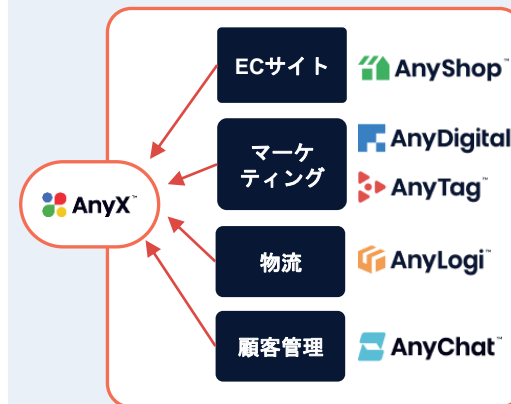 ECサイト
AnyShop™
マーケ
ティング
AnyDigital
AnyTag™
AnyX™
物流
AnyLogi™
顧客管理
AnyChat™